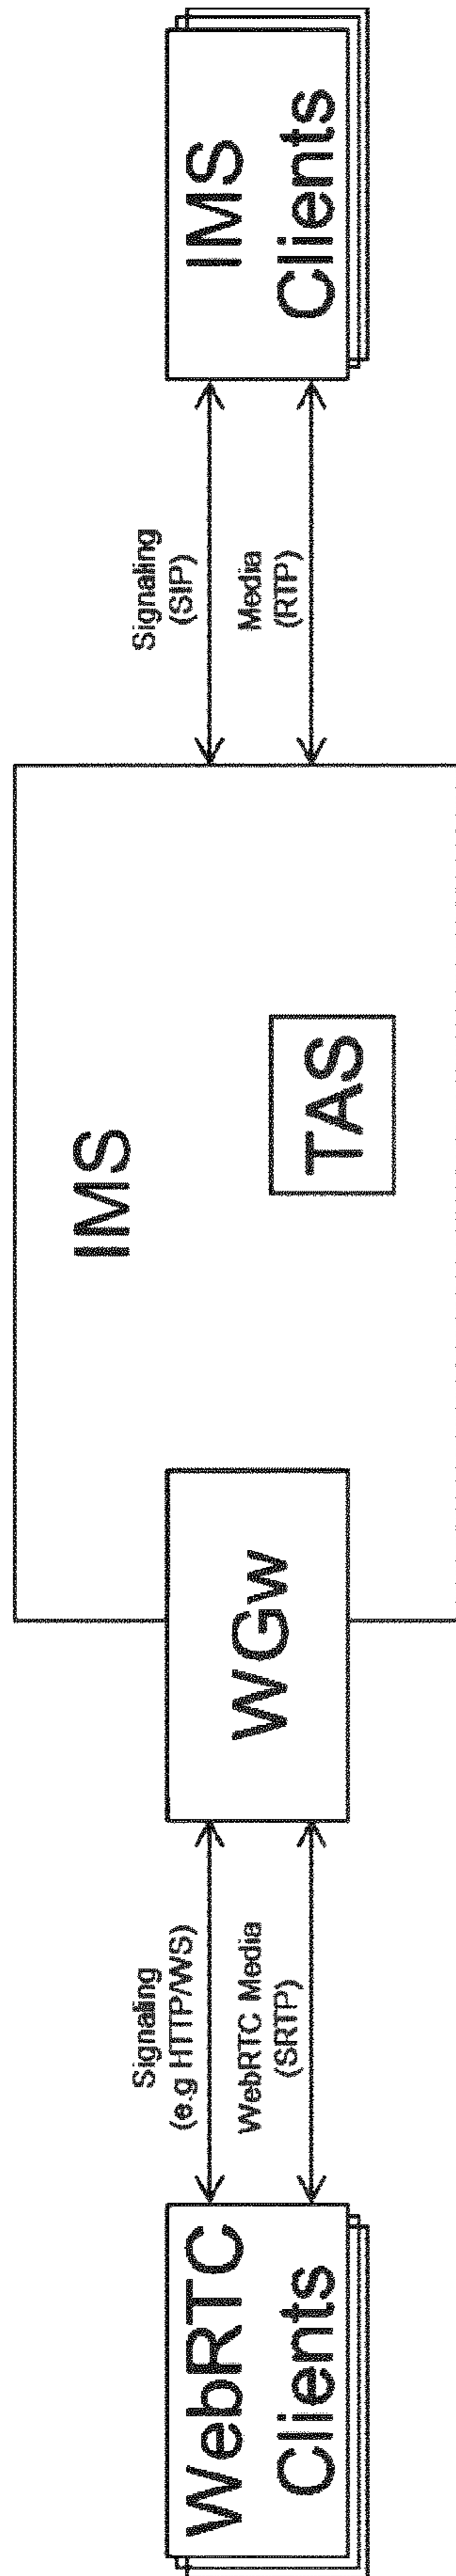 WebRTC
Clients
Signaling
(e.g HTTP/WS)
WebRTC Media
(SRTP)
WGw
IMS
TAS
Signaling
(SIP)
Media
(RTP)
IMS
Clients